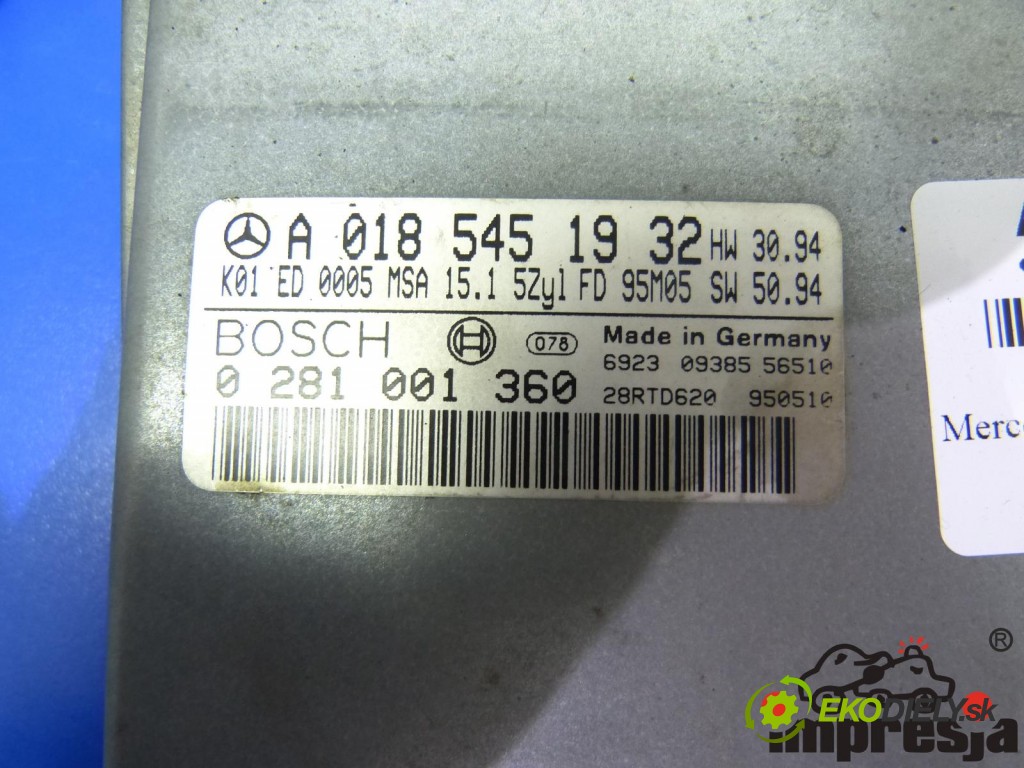 A 018 545 19 32 HW 30.94
K01 ED 0005 MSA 15.1 5Zyl FD 95M05 SW 50.94
BOSCH 078 Made in Germany
6923 09385 56510
0 281 001 360 28RTD620 950510
Merce
®
EKODIELY.sk
impresja